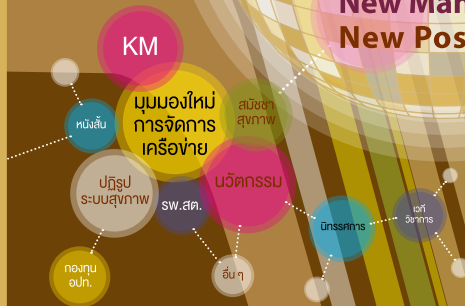 New Man
New Pos
KM
มุมมองใหม่
การจัดการ
เครือข่าย
สมัชชา
สุขภาพ
หนังสั้น
ปฏิรูป
ระบบสุขภาพ
รพ.สต.
นวัตกรรม
นิทรรศการ
เวที
วิชาการ
กองทุน
อปท.
อื่น ๆ